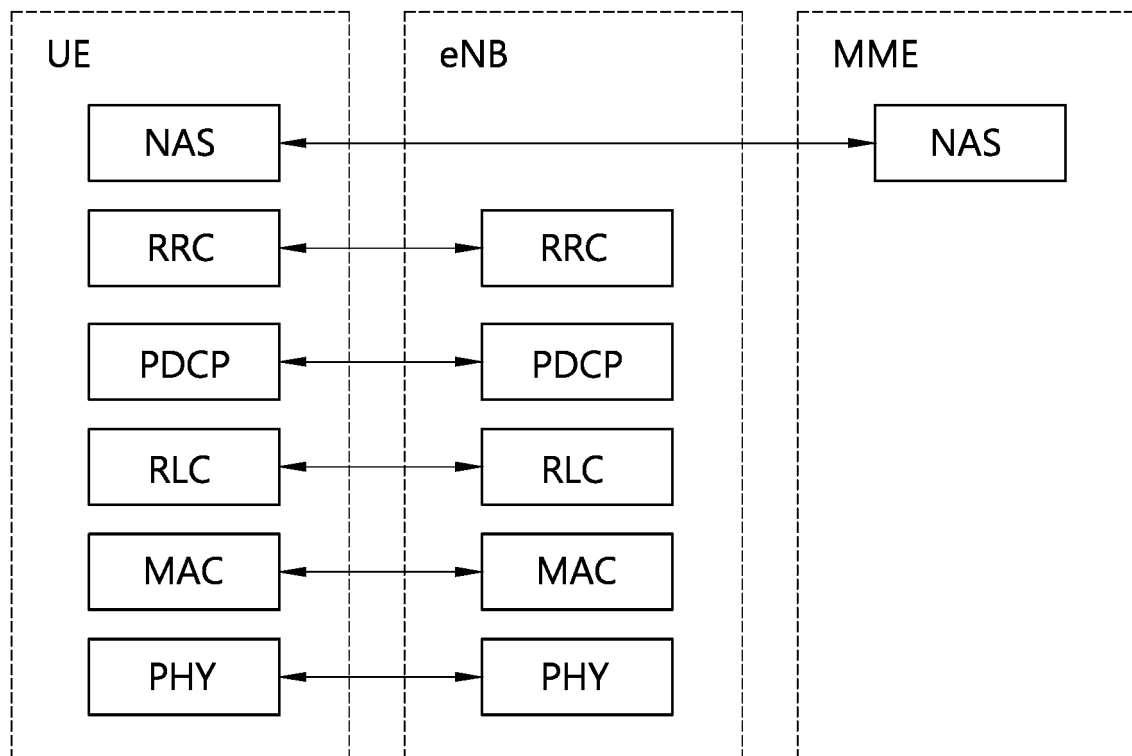 UE eNB MME
NAS NAS
RRC RRC
PDCP PDCP
RLC RLC
MAC MAC
PHY PHY